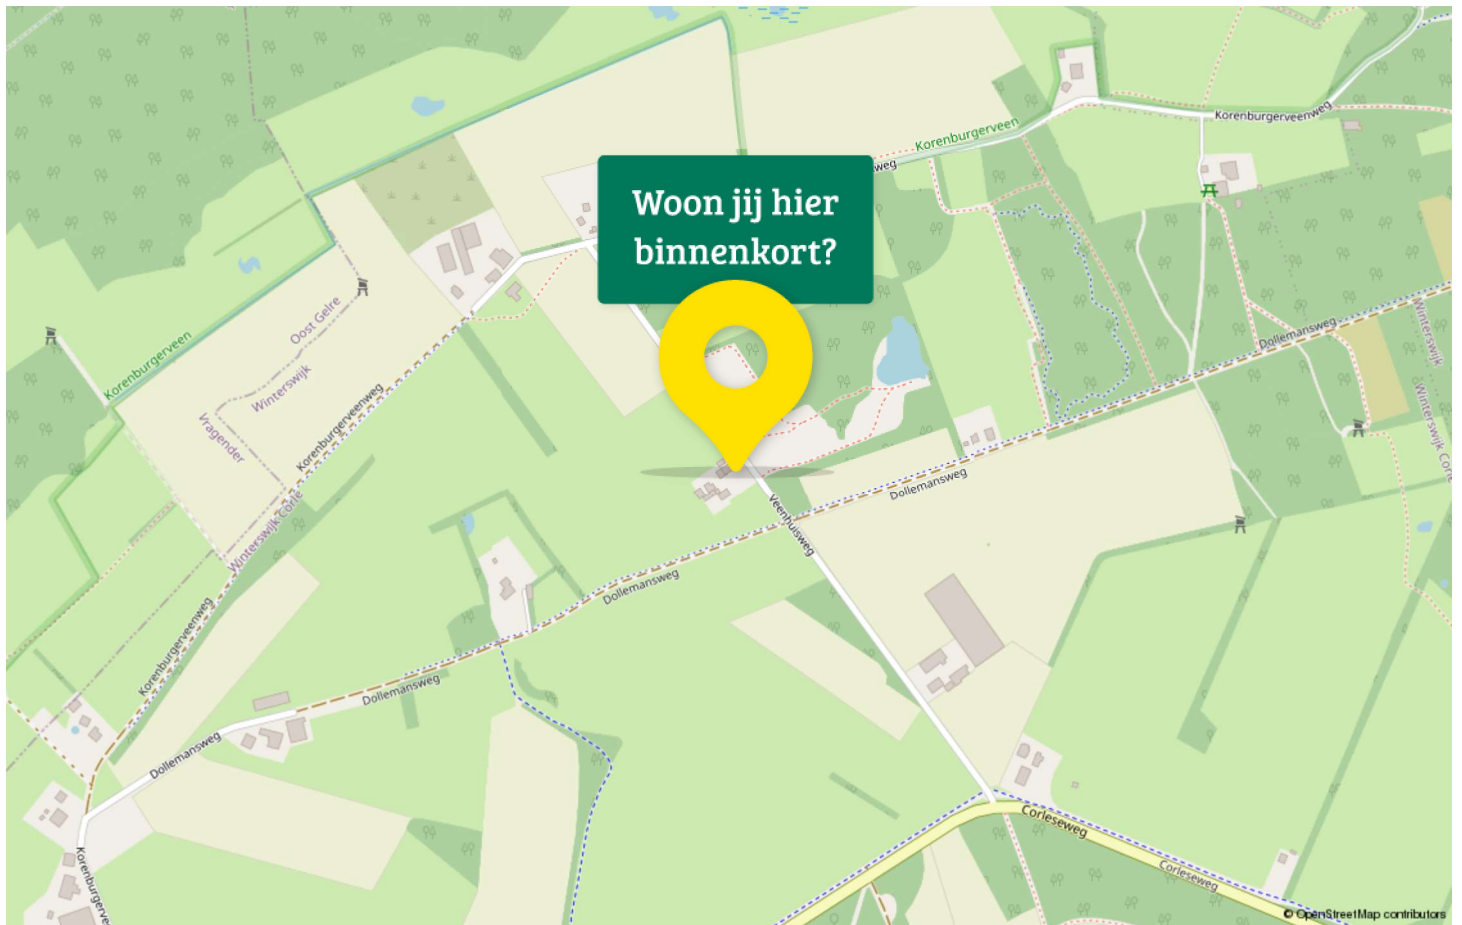 Korenburgerveenweg
Korenburgerveen
weg
Woon jij hier
binnenkort?
Oost Gelre
Winterswijk
Vragender
Korenburgerveen
Korenburgerveenweg
Winterswijk Corle
Dollemansweg
Winterswijk
Winterswijk Corle
Dollemansweg
Veenhuisweg
Dollemansweg
Korenburgerveenweg
Dollemansweg
Dollemansweg
Corleseweg
Corleseweg
Korenburgerve
© OpenStreetMap contributors